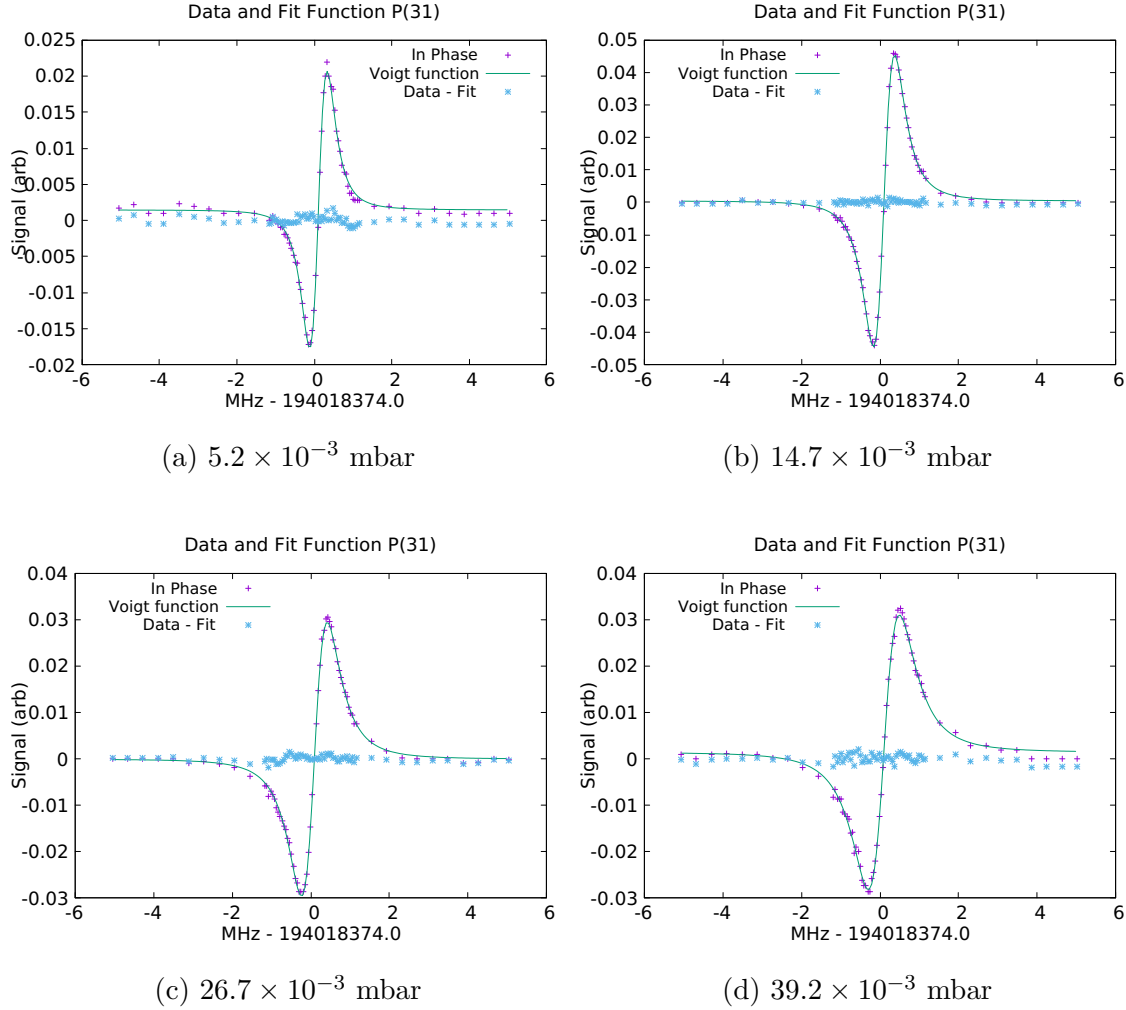 Data and Fit Function P(31)
0.025
0.02
0.015
0.01
0.005
0
-0.005
-0.01
-0.015
-0.02
Signal (arb)
In Phase
Voigt function
Data - Fit
-6 -4 -2 0 2 4 6
MHz - 194018374.0
(a) 5.2 × 10⁻³ mbar
Data and Fit Function P(31)
0.05
0.04
0.03
0.02
0.01
0
-0.01
-0.02
-0.03
-0.04
-0.05
Signal (arb)
In Phase
Voigt function
Data - Fit
-6 -4 -2 0 2 4 6
MHz - 194018374.0
(b) 14.7 × 10⁻³ mbar
Data and Fit Function P(31)
0.04
0.03
0.02
0.01
0
-0.01
-0.02
-0.03
Signal (arb)
In Phase
Voigt function
Data - Fit
-6 -4 -2 0 2 4 6
MHz - 194018374.0
(c) 26.7 × 10⁻³ mbar
Data and Fit Function P(31)
0.04
0.03
0.02
0.01
0
-0.01
-0.02
-0.03
Signal (arb)
In Phase
Voigt function
Data - Fit
-6 -4 -2 0 2 4 6
MHz - 194018374.0
(d) 39.2 × 10⁻³ mbar